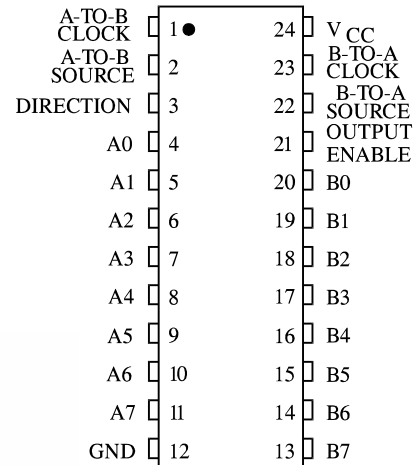 A-TO-B
CLOCK 1 24 VCC
A-TO-B
SOURCE 2 23 B-TO-A
CLOCK
DIRECTION 3 22 B-TO-A
SOURCE
A0 4 21 OUTPUT
ENABLE
A1 5 20 B0
A2 6 19 B1
A3 7 18 B2
A4 8 17 B3
A5 9 16 B4
A6 10 15 B5
A7 11 14 B6
GND 12 13 B7